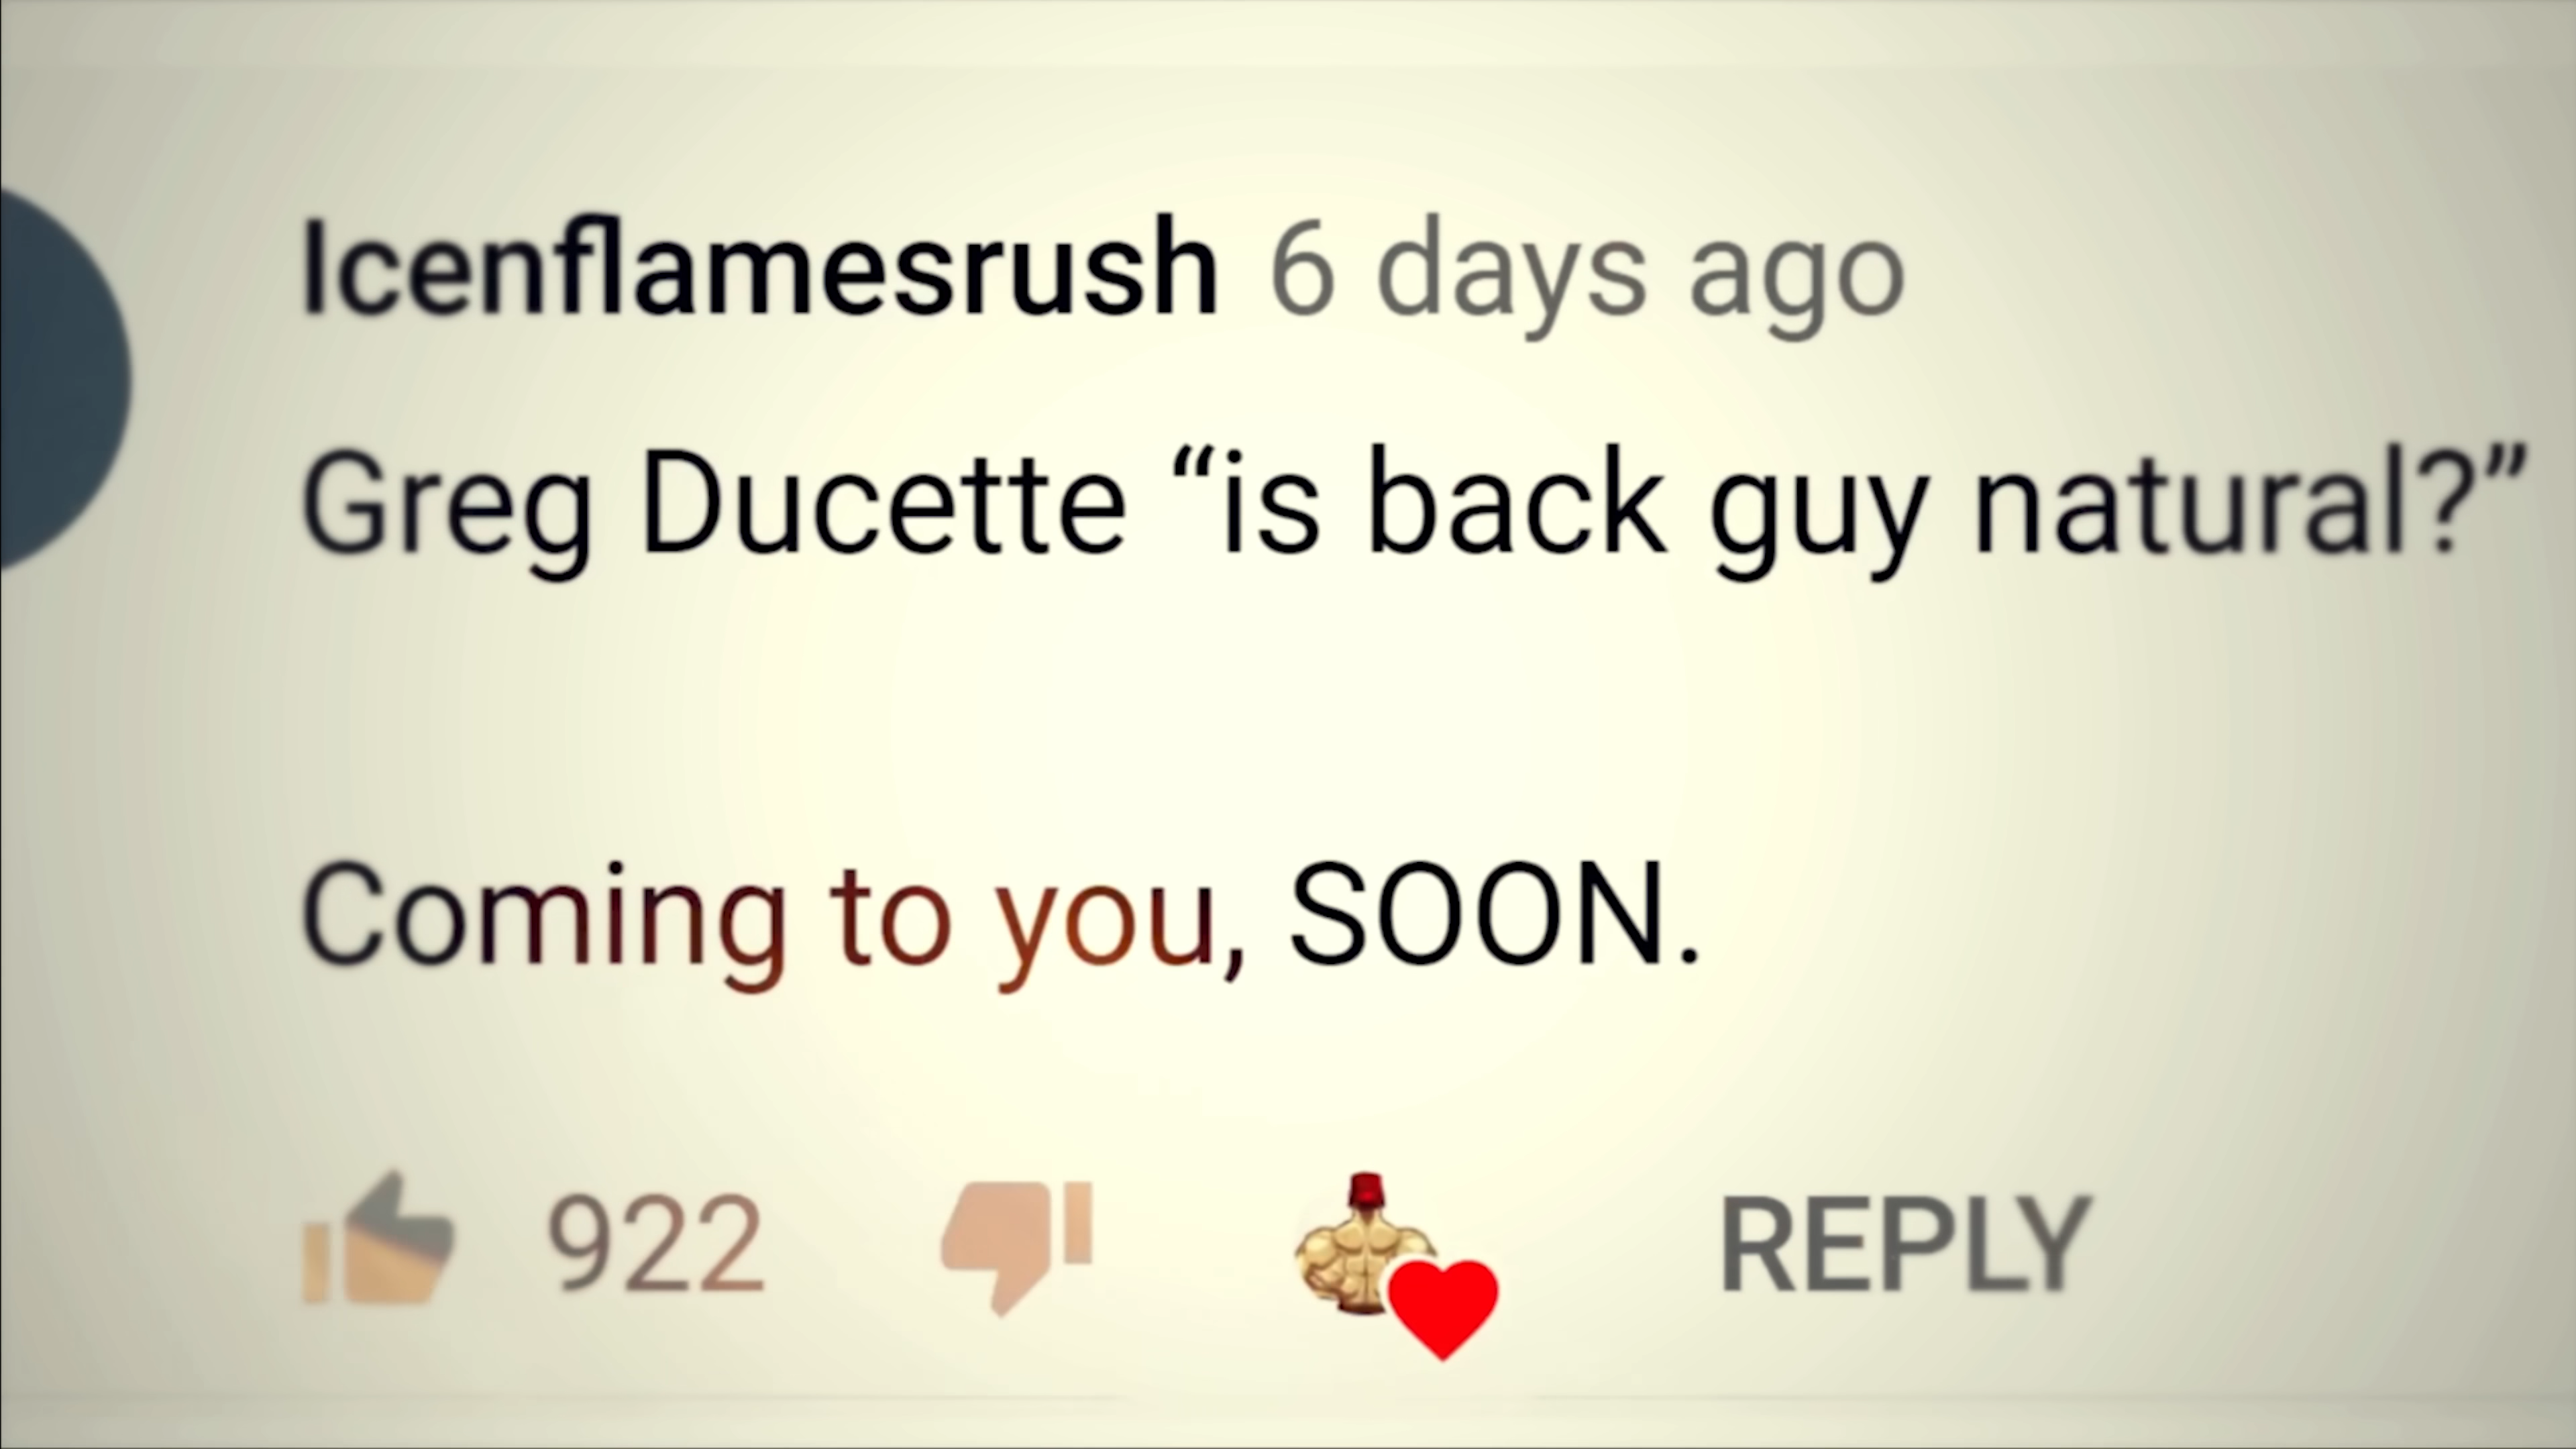 Icenflamesrush 6 days ago
Greg Ducette “is back guy natural?”
Coming to you, SOON.
922 REPLY